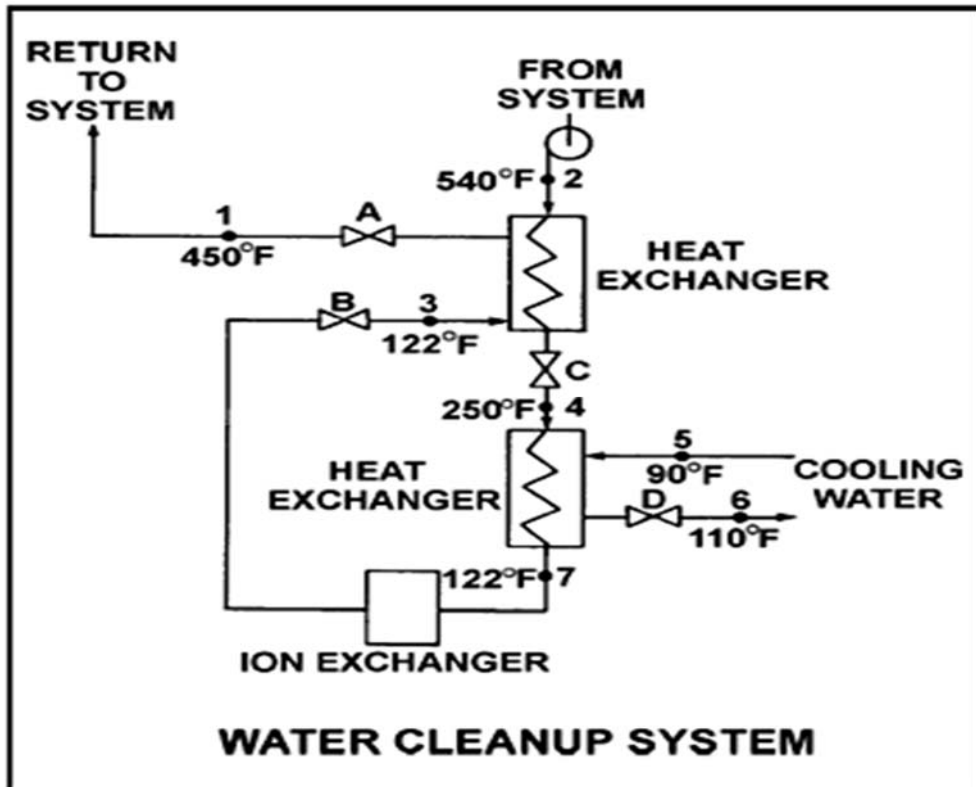 RETURN
TO
SYSTEM
FROM
SYSTEM
540°F 2
1
A
450°F
HEAT
EXCHANGER
B
3
122°F
C
250°F 4
HEAT
EXCHANGER
5
90°F
COOLING
WATER
D
6
110°F
122°F 7
ION EXCHANGER
WATER CLEANUP SYSTEM